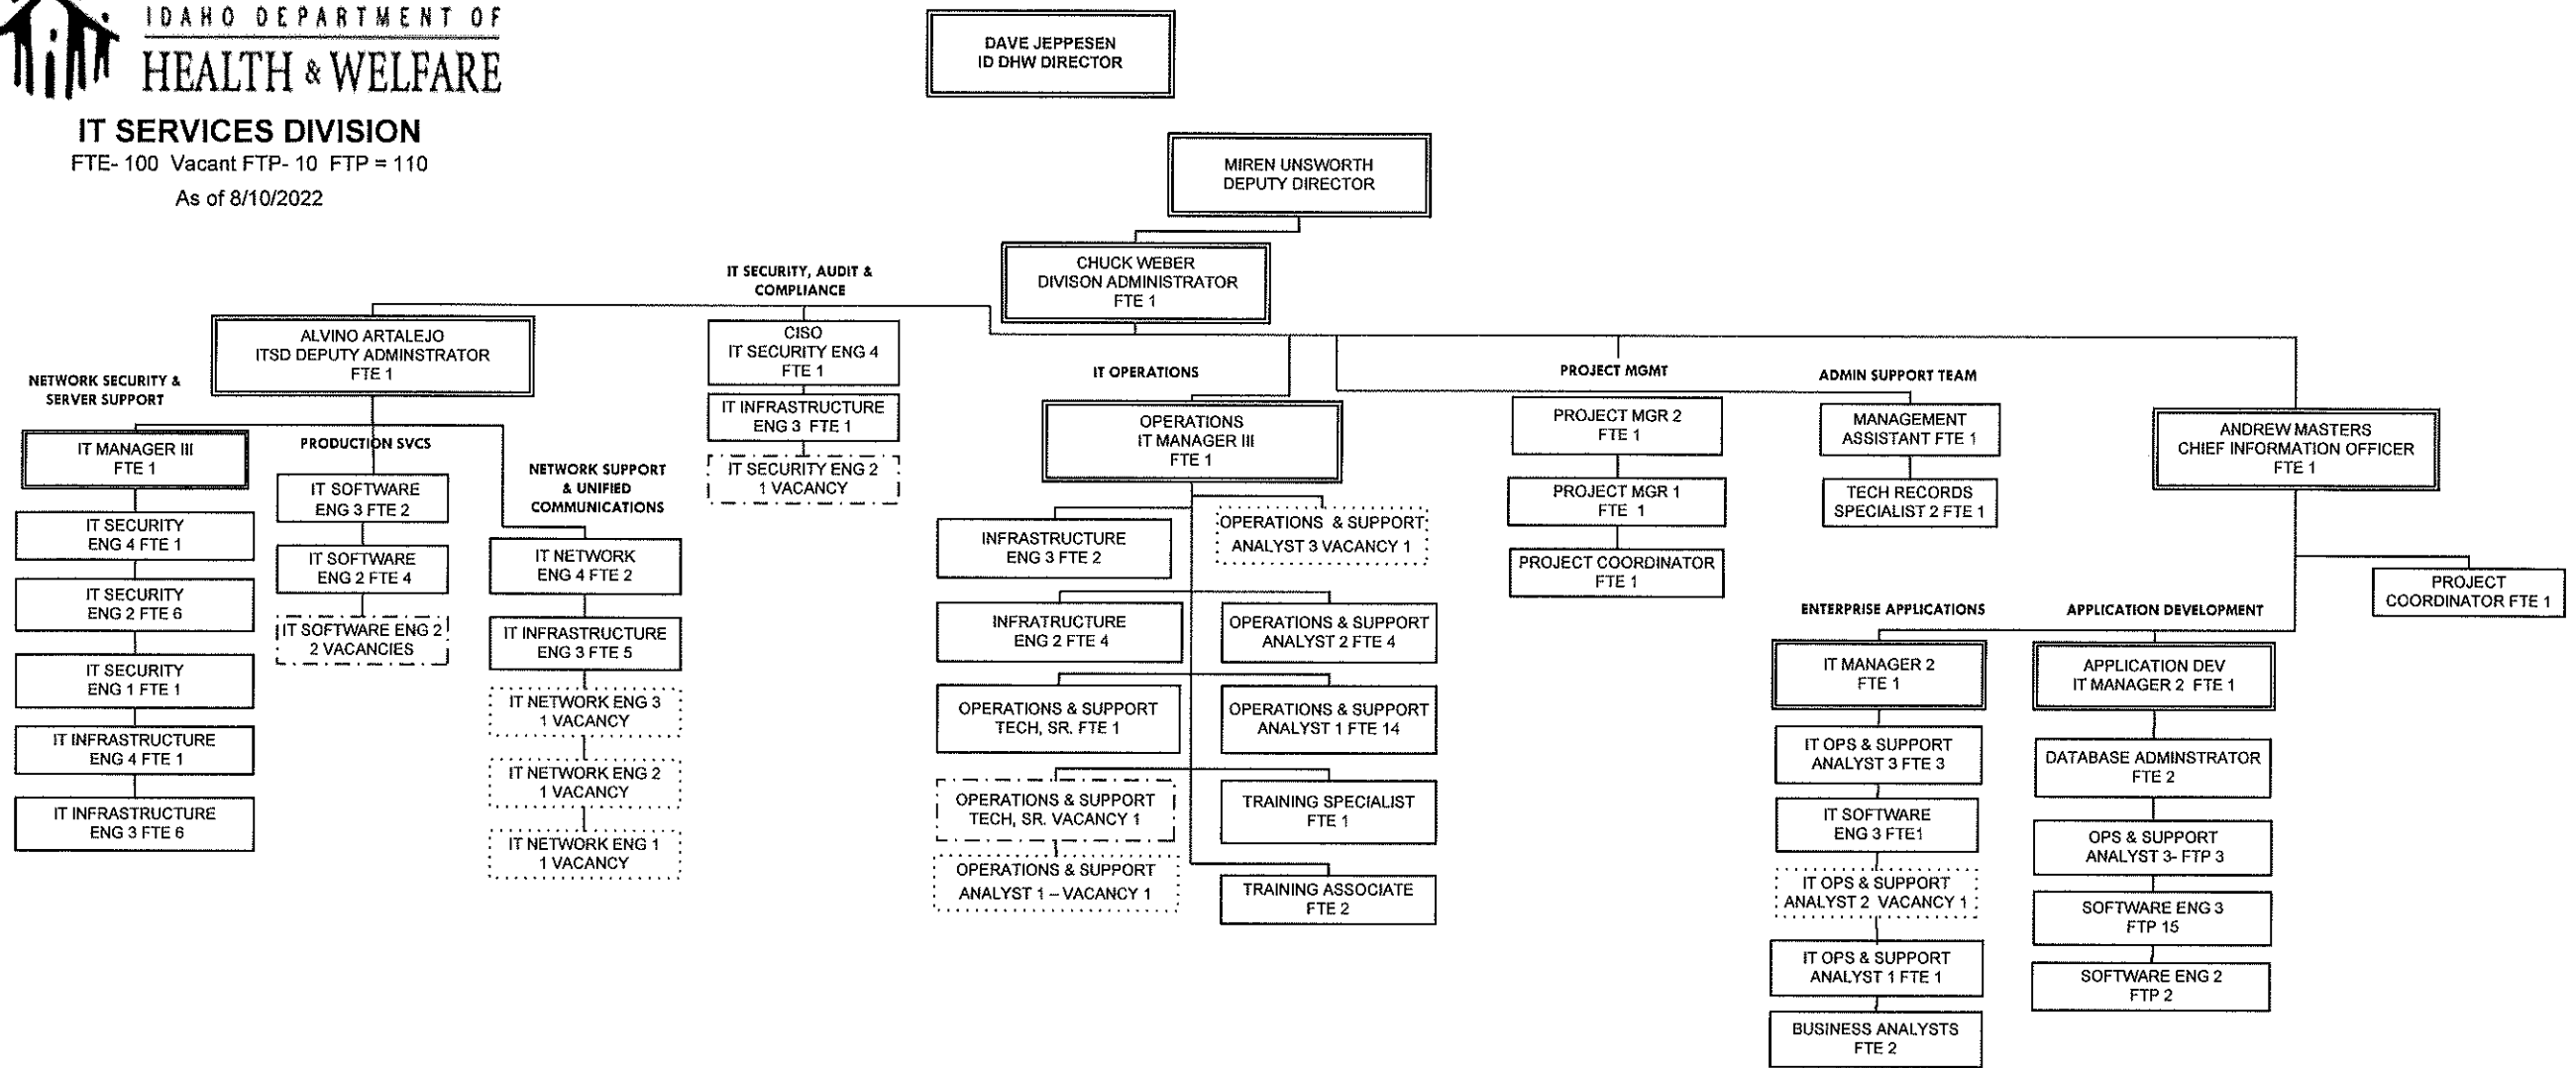 IDAHO DEPARTMENT OF
HEALTH & WELFARE
IT SERVICES DIVISION
FTE- 100 Vacant FTP- 10 FTP = 110
As of 8/10/2022
DAVE JEPPESEN
ID DHW DIRECTOR
MIREN UNSWORTH
DEPUTY DIRECTOR
CHUCK WEBER
DIVISON ADMINISTRATOR
FTE 1
ALVINO ARTALEJO
ITSD DEPUTY ADMINSTRATOR
FTE 1
NETWORK SECURITY &
SERVER SUPPORT
IT MANAGER III
FTE 1
IT SECURITY
ENG 4 FTE 1
IT SECURITY
ENG 2 FTE 6
IT SECURITY
ENG 1 FTE 1
IT INFRASTRUCTURE
ENG 4 FTE 1
IT INFRASTRUCTURE
ENG 3 FTE 6
PRODUCTION SVCS
IT SOFTWARE
ENG 3 FTE 2
IT SOFTWARE
ENG 2 FTE 4
IT SOFTWARE ENG 2
2 VACANCIES
NETWORK SUPPORT
& UNIFIED
COMMUNICATIONS
IT NETWORK
ENG 4 FTE 2
IT INFRASTRUCTURE
ENG 3 FTE 5
IT NETWORK ENG 3
1 VACANCY
IT NETWORK ENG 2
1 VACANCY
IT NETWORK ENG 1
1 VACANCY
IT SECURITY, AUDIT &
COMPLIANCE
CISO
IT SECURITY ENG 4
FTE 1
IT INFRASTRUCTURE
ENG 3 FTE 1
IT SECURITY ENG 2
1 VACANCY
IT OPERATIONS
OPERATIONS
IT MANAGER III
FTE 1
INFRASTRUCTURE
ENG 3 FTE 2
OPERATIONS & SUPPORT
ANALYST 3 VACANCY 1
INFRATRUCTURE
ENG 2 FTE 4
OPERATIONS & SUPPORT
ANALYST 2 FTE 4
OPERATIONS & SUPPORT
TECH, SR. FTE 1
OPERATIONS & SUPPORT
ANALYST 1 FTE 14
OPERATIONS & SUPPORT
TECH, SR. VACANCY 1
TRAINING SPECIALIST
FTE 1
OPERATIONS & SUPPORT
ANALYST 1 – VACANCY 1
TRAINING ASSOCIATE
FTE 2
PROJECT MGMT
PROJECT MGR 2
FTE 1
PROJECT MGR 1
FTE 1
PROJECT COORDINATOR
FTE 1
ADMIN SUPPORT TEAM
MANAGEMENT
ASSISTANT FTE 1
TECH RECORDS
SPECIALIST 2 FTE 1
ANDREW MASTERS
CHIEF INFORMATION OFFICER
FTE 1
PROJECT
COORDINATOR FTE 1
ENTERPRISE APPLICATIONS
IT MANAGER 2
FTE 1
IT OPS & SUPPORT
ANALYST 3 FTE 3
IT SOFTWARE
ENG 3 FTE1
IT OPS & SUPPORT
ANALYST 2 VACANCY 1
IT OPS & SUPPORT
ANALYST 1 FTE 1
BUSINESS ANALYSTS
FTE 2
APPLICATION DEVELOPMENT
APPLICATION DEV
IT MANAGER 2 FTE 1
DATABASE ADMINSTRATOR
FTE 2
OPS & SUPPORT
ANALYST 3- FTP 3
SOFTWARE ENG 3
FTP 15
SOFTWARE ENG 2
FTP 2